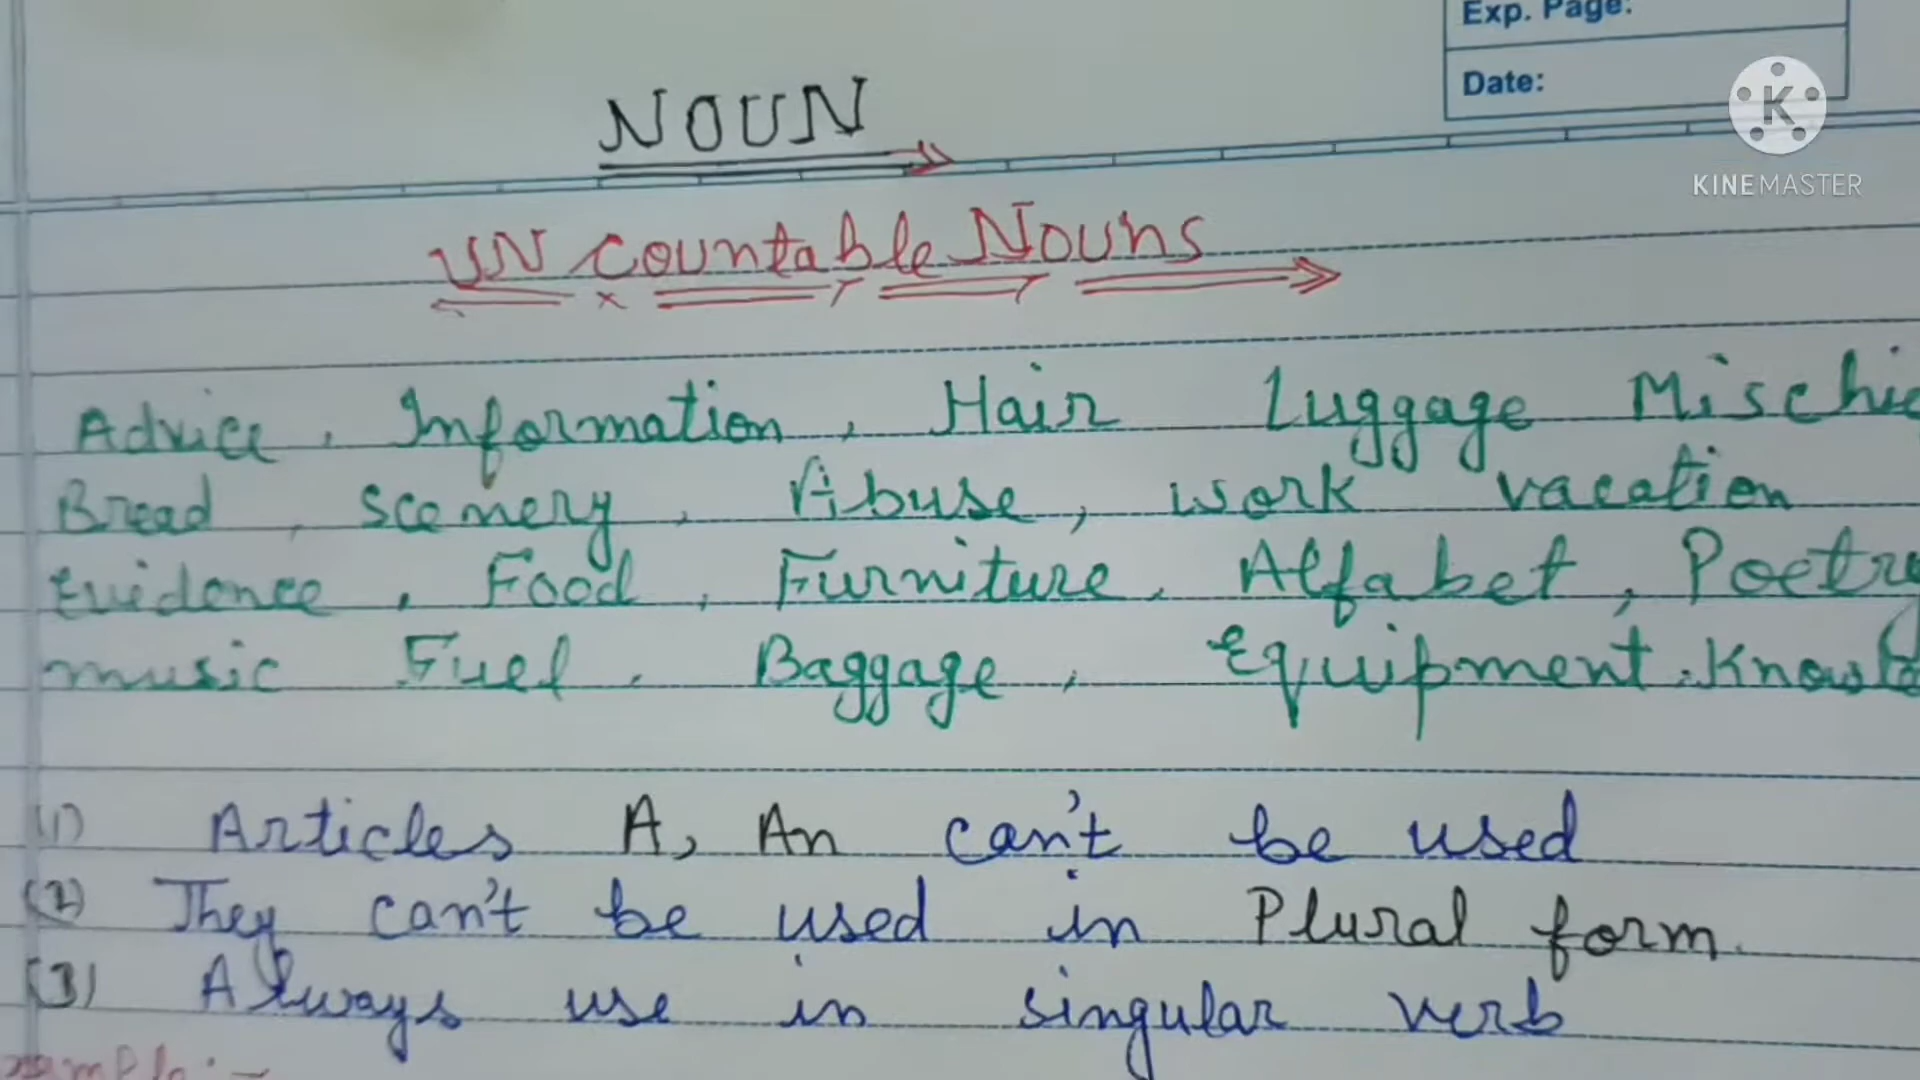 Exp. Page:
Date:
KINEMASTER
NOUN
UN countable Nouns
Advice, Information, Hair Luggage Mischie
Bread, scenery, Abuse, work vacation
Evidence, Food, Furniture, Alfabet, Poetry
music Fuel, Baggage, Equipment, Knowle
(1) Articles A, An can't be used
(2) They can't be used in Plural form.
(3) Always use in singular verb